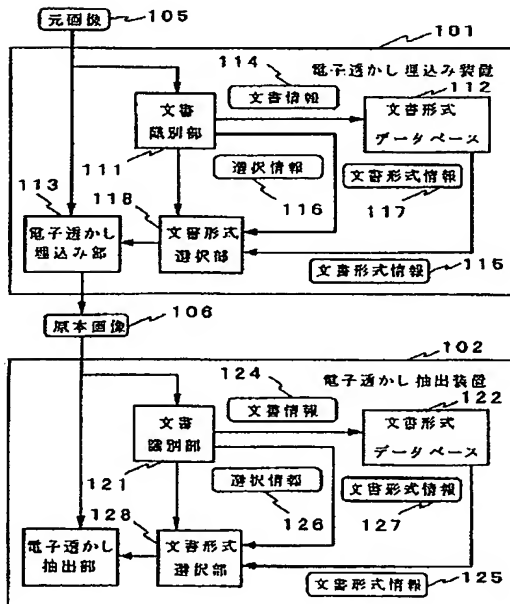 元画像 105
101
電子透かし埋込み装置
114
文書情報
112
文書形式
データベース
文書
識別部
111
選択情報
116
文書形式情報
117
113
118
電子透かし
埋込み部
文書形式
選択部
文書形式情報
115
原本画像 106
102
電子透かし抽出装置
124
文書情報
122
文書形式
データベース
文書
識別部
121
選択情報
126
文書形式情報
127
128
電子透かし
抽出部
文書形式
選択部
文書形式情報
125